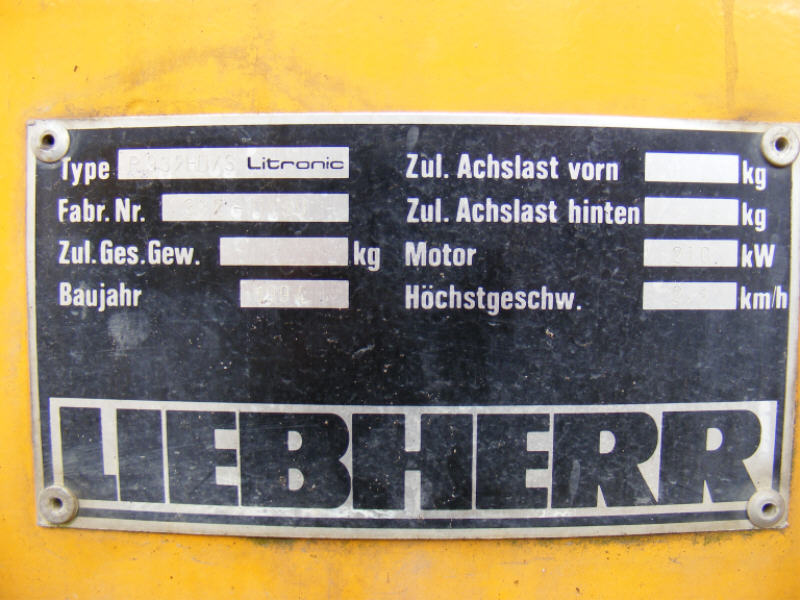 Type Litronic
Fabr. Nr.
Zul. Ges. Gew. kg
Baujahr
Zul. Achslast vorn kg
Zul. Achslast hinten kg
Motor kW
Höchstgeschw. km/h
LIEBHERR